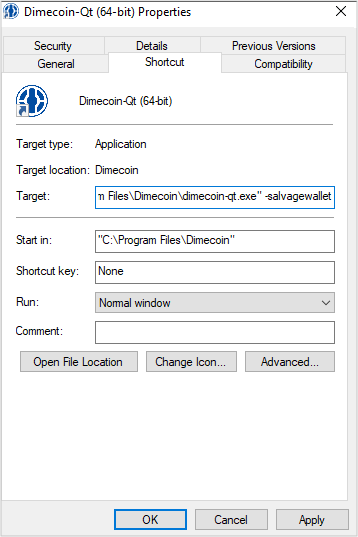 Dimecoin-Qt (64-bit) Properties
Security Details Previous Versions
General Shortcut Compatibility
Dimecoin-Qt (64-bit)
Target type: Application
Target location: Dimecoin
Target: m Files\Dimecoin\dimecoin-qt.exe" -salvagewallet
Start in: "C:\Program Files\Dimecoin"
Shortcut key: None
Run: Normal window
Comment:
Open File Location Change Icon... Advanced...
OK Cancel Apply